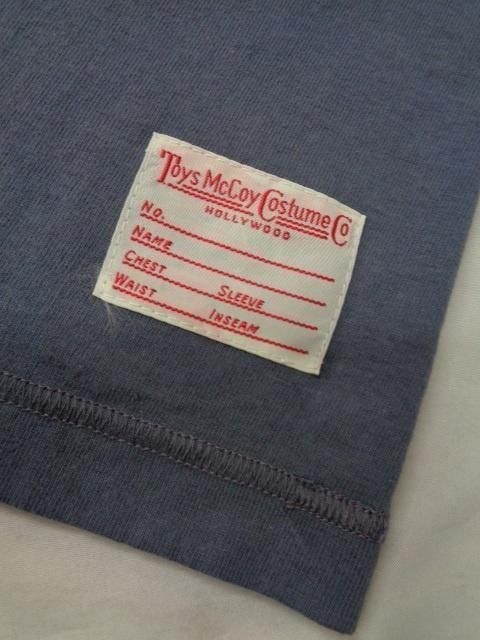 Toys McCoy Costume Co
HOLLYWOOD
No.
NAME
CHEST SLEEVE
WAIST INSEAM